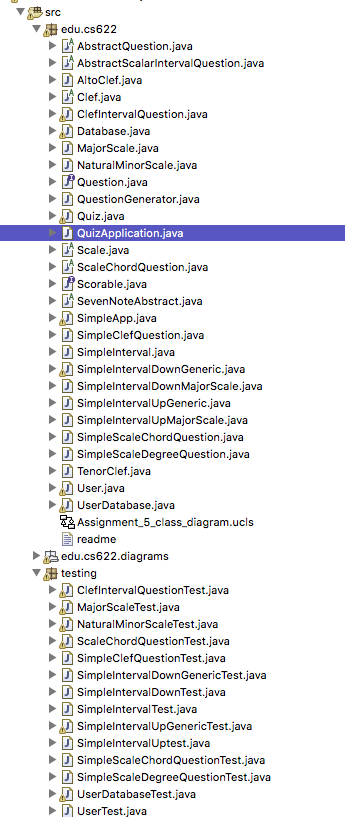 src
edu.cs622
AbstractQuestion.java
AbstractScalarIntervalQuestion.java
AltoClef.java
Clef.java
ClefIntervalQuestion.java
Database.java
MajorScale.java
NaturalMinorScale.java
Question.java
QuestionGenerator.java
Quiz.java
QuizApplication.java
Scale.java
ScaleChordQuestion.java
Scorable.java
SevenNoteAbstract.java
SimpleApp.java
SimpleClefQuestion.java
SimpleInterval.java
SimpleIntervalDownGeneric.java
SimpleIntervalDownMajorScale.java
SimpleIntervalUpGeneric.java
SimpleIntervalUpMajorScale.java
SimpleScaleChordQuestion.java
SimpleScaleDegreeQuestion.java
TenorClef.java
User.java
UserDatabase.java
Assignment_5_class_diagram.ucls
readme
edu.cs622.diagrams
testing
ClefIntervalQuestionTest.java
MajorScaleTest.java
NaturalMinorScaleTest.java
ScaleChordQuestionTest.java
SimpleClefQuestionTest.java
SimpleIntervalDownGenericTest.java
SimpleIntervalDownTest.java
SimpleIntervalTest.java
SimpleIntervalUpGenericTest.java
SimpleIntervalUptest.java
SimpleScaleChordQuestionTest.java
SimpleScaleDegreeQuestionTest.java
UserDatabaseTest.java
UserTest.java